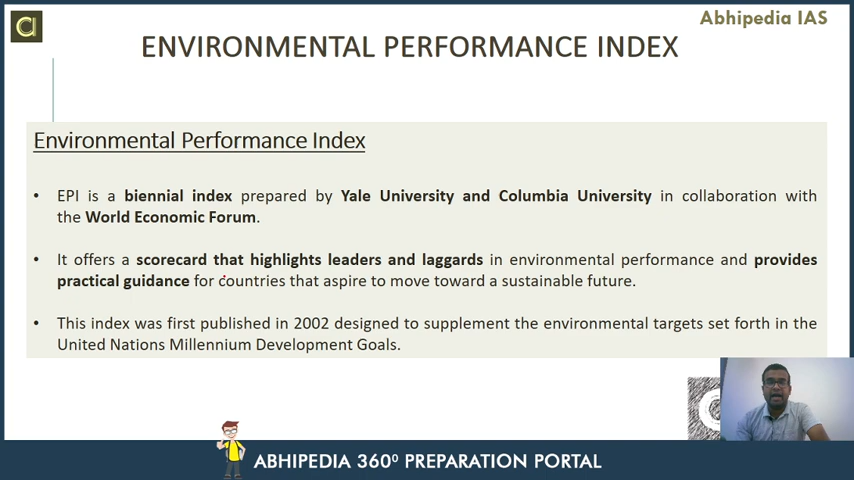 Abhipedia IAS
ENVIRONMENTAL PERFORMANCE INDEX
Environmental Performance Index
• EPI is a biennial index prepared by Yale University and Columbia University in collaboration with
the World Economic Forum.
• It offers a scorecard that highlights leaders and laggards in environmental performance and provides
practical guidance for countries that aspire to move toward a sustainable future.
• This index was first published in 2002 designed to supplement the environmental targets set forth in the
United Nations Millennium Development Goals.
ABHIPEDIA 360⁰ PREPARATION PORTAL